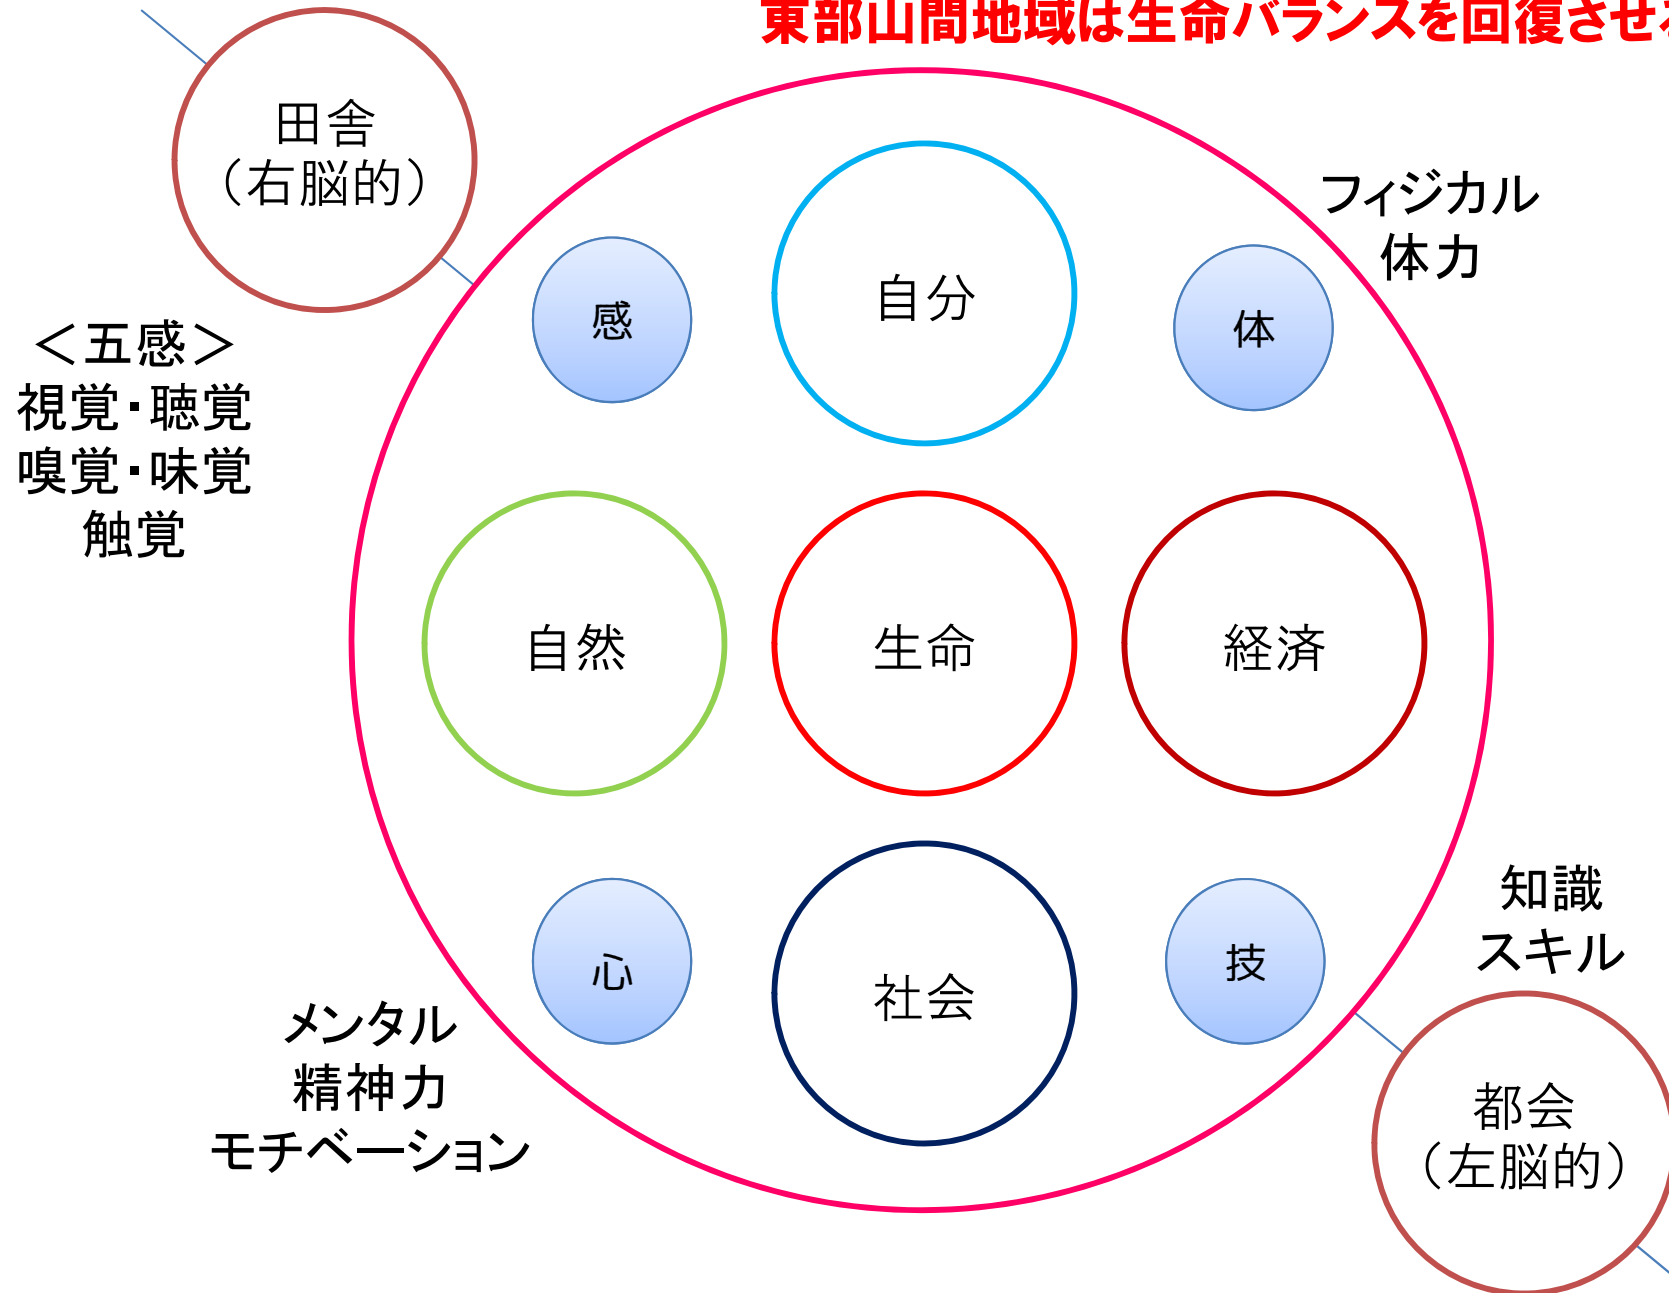 東部山間地域は生命バランスを回復させ
田舎
（右脳的）
フィジカル
体力
感
自分
体
＜五感＞
視覚・聴覚
嗅覚・味覚
触覚
自然
生命
経済
知識
スキル
心
社会
技
メンタル
精神力
モチベーション
都会
（左脳的）